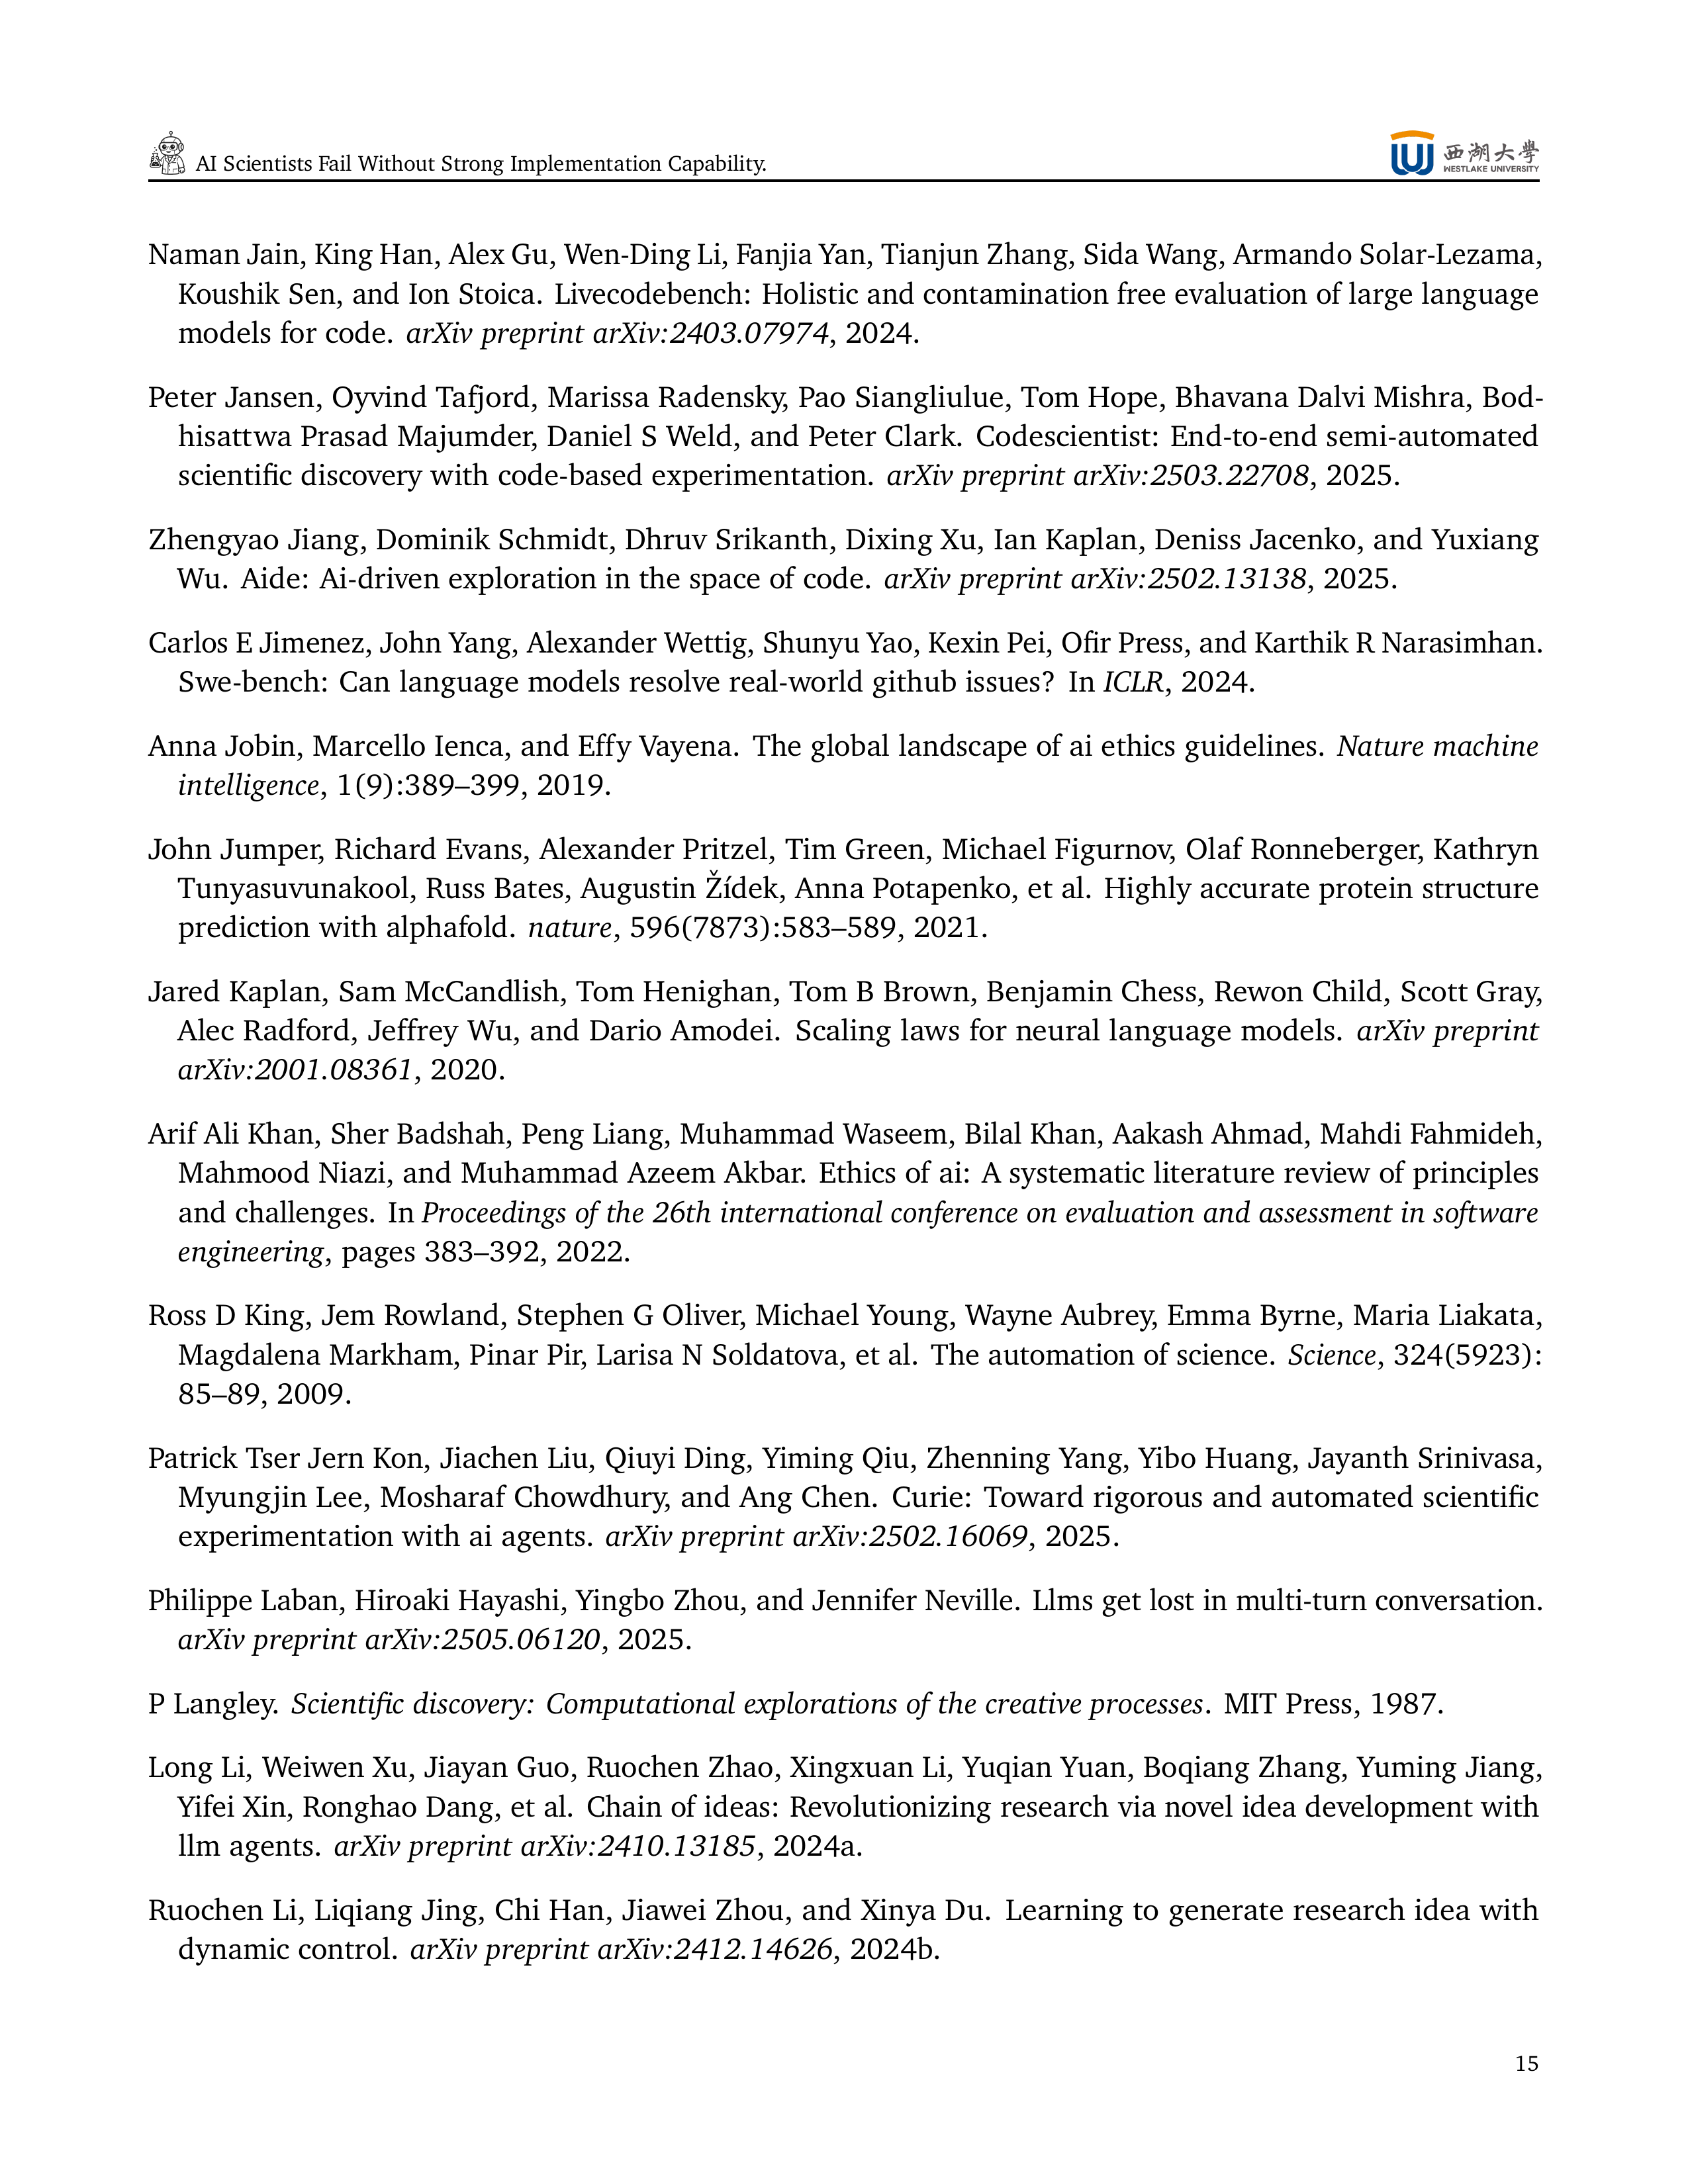 AI Scientists Fail Without Strong Implementation Capability.
西湖大學
WESTLAKE UNIVERSITY
Naman Jain, King Han, Alex Gu, Wen-Ding Li, Fanjia Yan, Tianjun Zhang, Sida Wang, Armando Solar-Lezama,
Koushik Sen, and Ion Stoica. Livecodebench: Holistic and contamination free evaluation of large language
models for code. arXiv preprint arXiv:2403.07974, 2024.
Peter Jansen, Oyvind Tafjord, Marissa Radensky, Pao Siangliulue, Tom Hope, Bhavana Dalvi Mishra, Bod-
hisattwa Prasad Majumder, Daniel S Weld, and Peter Clark. Codescientist: End-to-end semi-automated
scientific discovery with code-based experimentation. arXiv preprint arXiv:2503.22708, 2025.
Zhengyao Jiang, Dominik Schmidt, Dhruv Srikanth, Dixing Xu, Ian Kaplan, Deniss Jacenko, and Yuxiang
Wu. Aide: Ai-driven exploration in the space of code. arXiv preprint arXiv:2502.13138, 2025.
Carlos E Jimenez, John Yang, Alexander Wettig, Shunyu Yao, Kexin Pei, Ofir Press, and Karthik R Narasimhan.
Swe-bench: Can language models resolve real-world github issues? In ICLR, 2024.
Anna Jobin, Marcello Ienca, and Effy Vayena. The global landscape of ai ethics guidelines. Nature machine
intelligence, 1(9):389–399, 2019.
John Jumper, Richard Evans, Alexander Pritzel, Tim Green, Michael Figurnov, Olaf Ronneberger, Kathryn
Tunyasuvunakool, Russ Bates, Augustin Žídek, Anna Potapenko, et al. Highly accurate protein structure
prediction with alphafold. nature, 596(7873):583–589, 2021.
Jared Kaplan, Sam McCandlish, Tom Henighan, Tom B Brown, Benjamin Chess, Rewon Child, Scott Gray,
Alec Radford, Jeffrey Wu, and Dario Amodei. Scaling laws for neural language models. arXiv preprint
arXiv:2001.08361, 2020.
Arif Ali Khan, Sher Badshah, Peng Liang, Muhammad Waseem, Bilal Khan, Aakash Ahmad, Mahdi Fahmideh,
Mahmood Niazi, and Muhammad Azeem Akbar. Ethics of ai: A systematic literature review of principles
and challenges. In Proceedings of the 26th international conference on evaluation and assessment in software
engineering, pages 383–392, 2022.
Ross D King, Jem Rowland, Stephen G Oliver, Michael Young, Wayne Aubrey, Emma Byrne, Maria Liakata,
Magdalena Markham, Pinar Pir, Larisa N Soldatova, et al. The automation of science. Science, 324(5923):
85–89, 2009.
Patrick Tser Jern Kon, Jiachen Liu, Qiuyi Ding, Yiming Qiu, Zhenning Yang, Yibo Huang, Jayanth Srinivasa,
Myungjin Lee, Mosharaf Chowdhury, and Ang Chen. Curie: Toward rigorous and automated scientific
experimentation with ai agents. arXiv preprint arXiv:2502.16069, 2025.
Philippe Laban, Hiroaki Hayashi, Yingbo Zhou, and Jennifer Neville. Llms get lost in multi-turn conversation.
arXiv preprint arXiv:2505.06120, 2025.
P Langley. Scientific discovery: Computational explorations of the creative processes. MIT Press, 1987.
Long Li, Weiwen Xu, Jiayan Guo, Ruochen Zhao, Xingxuan Li, Yuqian Yuan, Boqiang Zhang, Yuming Jiang,
Yifei Xin, Ronghao Dang, et al. Chain of ideas: Revolutionizing research via novel idea development with
llm agents. arXiv preprint arXiv:2410.13185, 2024a.
Ruochen Li, Liqiang Jing, Chi Han, Jiawei Zhou, and Xinya Du. Learning to generate research idea with
dynamic control. arXiv preprint arXiv:2412.14626, 2024b.
15